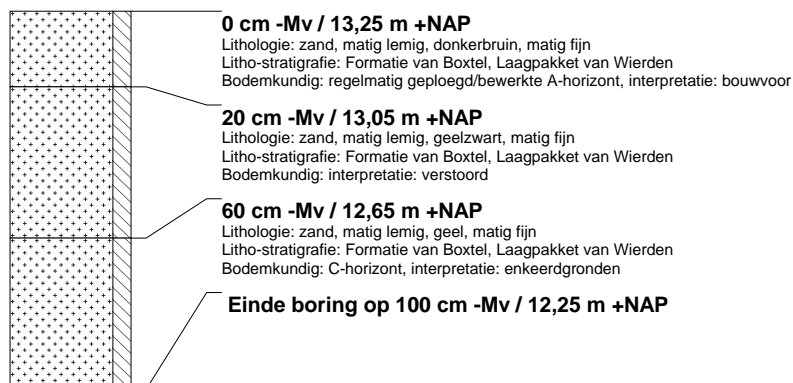 0 cm -Mv / 13,25 m +NAP
Lithologie: zand, matig lemig, donkerbruin, matig fijn
Litho-stratigrafie: Formatie van Boxtel, Laagpakket van Wierden
Bodemkundig: regelmatig geploegd/bewerkte A-horizont, interpretatie: bouwvoor
20 cm -Mv / 13,05 m +NAP
Lithologie: zand, matig lemig, geelzwart, matig fijn
Litho-stratigrafie: Formatie van Boxtel, Laagpakket van Wierden
Bodemkundig: interpretatie: verstoord
60 cm -Mv / 12,65 m +NAP
Lithologie: zand, matig lemig, geel, matig fijn
Litho-stratigrafie: Formatie van Boxtel, Laagpakket van Wierden
Bodemkundig: C-horizont, interpretatie: enkeerdgronden
Einde boring op 100 cm -Mv / 12,25 m +NAP